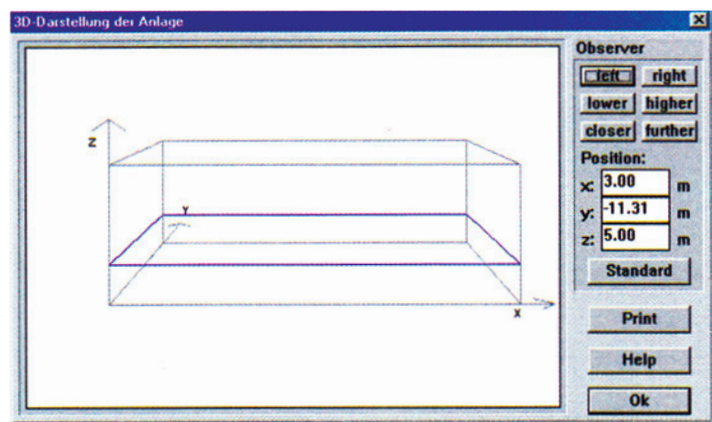 3D-Darstellung der Anlage
Z
Y
X
Observer
left right
lower higher
closer further
Position:
x: 3.00 m
y: -11.31 m
z: 5.00 m
Standard
Print
Help
Ok